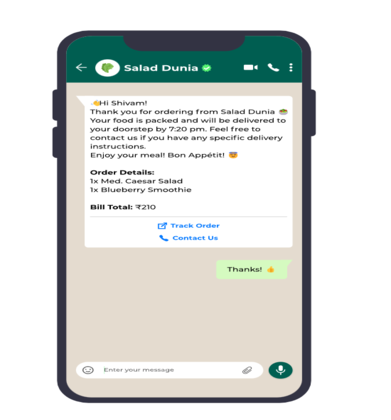 Salad Dunia
👋Hi Shivam!
Thank you for ordering from Salad Dunia 🥗
Your food is packed and will be delivered to
your doorstep by 7:20 pm. Feel free to
contact us if you have any specific delivery
instructions.
Enjoy your meal! Bon Appétit! 😇
Order Details:
1x Med. Caesar Salad
1x Blueberry Smoothie
Bill Total: ₹210
Track Order
Contact Us
Thanks! 👍
Enter your message